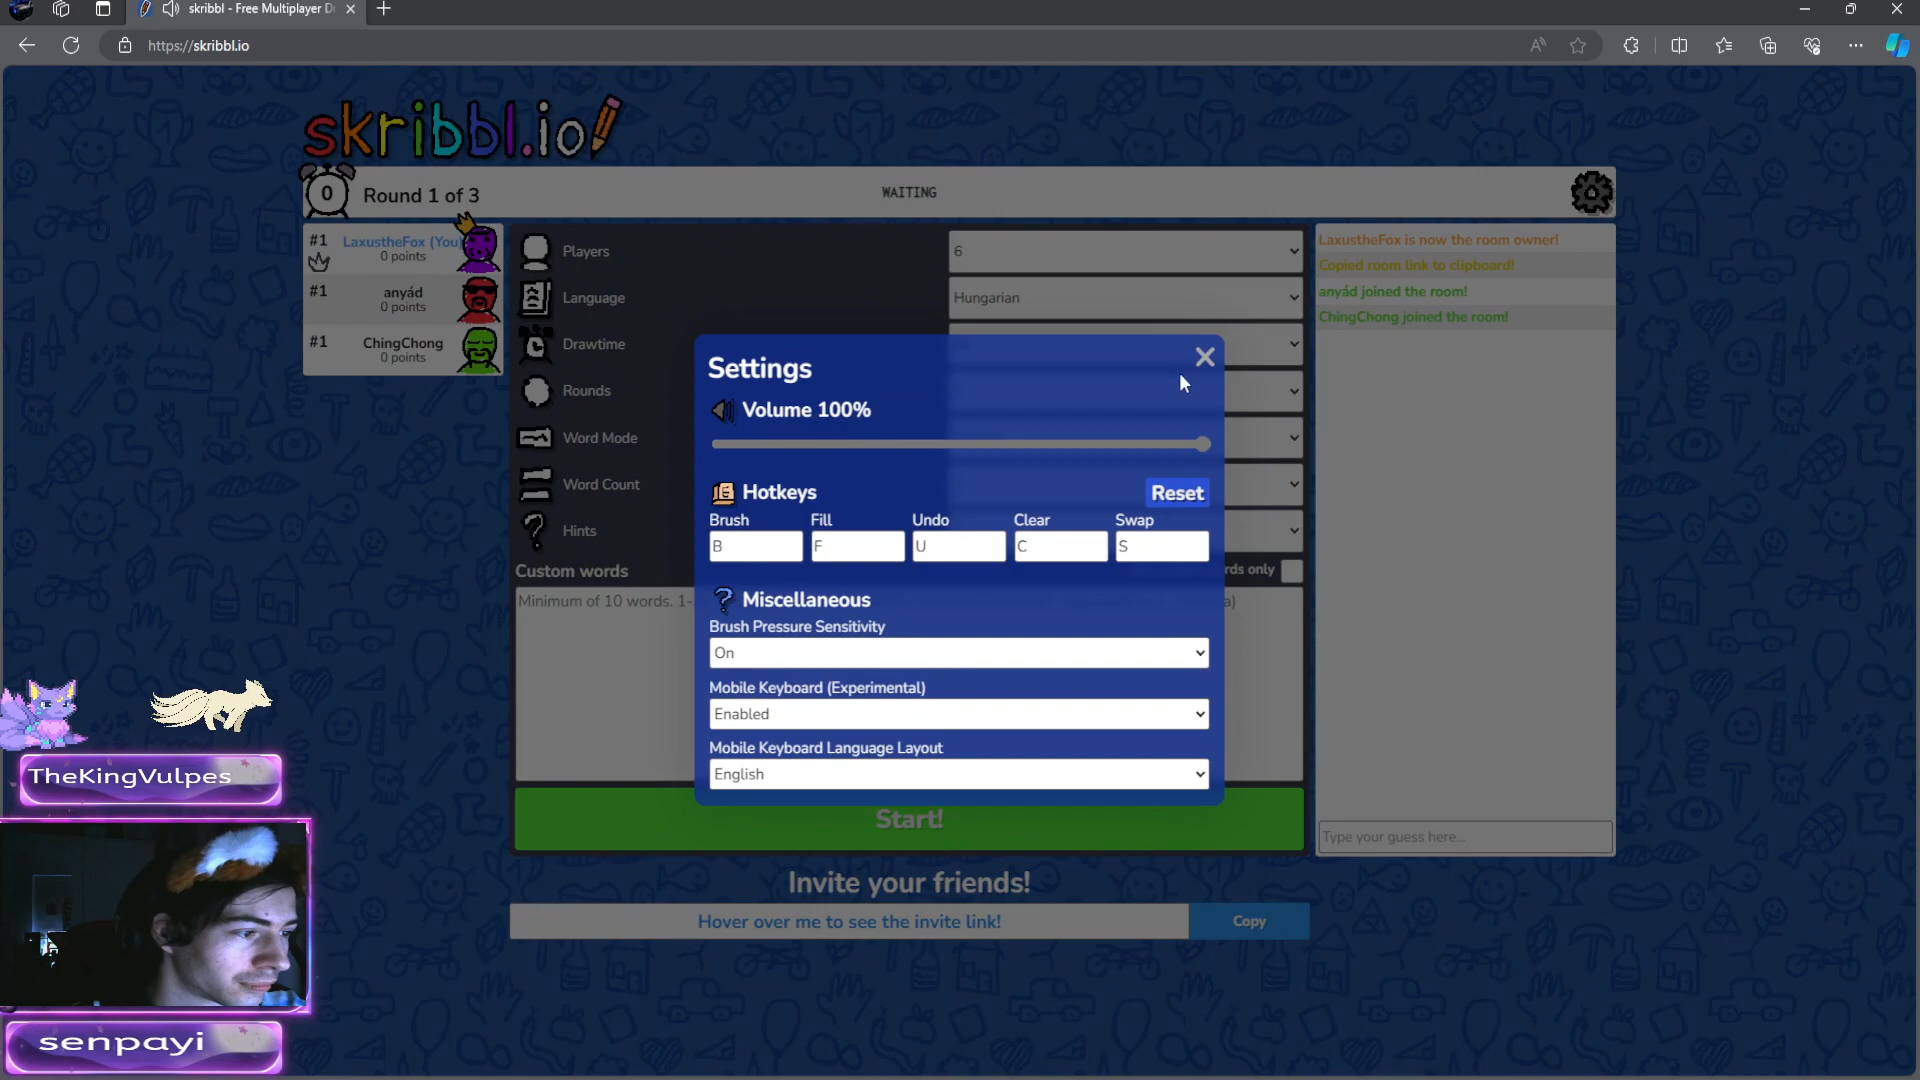 skribbl - Free Multiplayer D
https://skribbl.io
skribbl.io
0
Round 1 of 3
WAITING
#1
LaxustheFox (You)
0 points
#1
anyád
0 points
#1
ChingChong
0 points
Players
6
Language
Hungarian
Drawtime
Rounds
Word Mode
Word Count
Hints
Custom words
rds only
Minimum of 10 words. 1-
a)
Start!
Settings
Volume 100%
Hotkeys
Reset
Brush
Fill
Undo
Clear
Swap
B
F
U
C
S
Miscellaneous
Brush Pressure Sensitivity
On
Mobile Keyboard (Experimental)
Enabled
Mobile Keyboard Language Layout
English
LaxustheFox is now the room owner!
Copied room link to clipboard!
anyád joined the room!
ChingChong joined the room!
Type your guess here...
Invite your friends!
Hover over me to see the invite link!
Copy
TheKingVulpes
senpayi